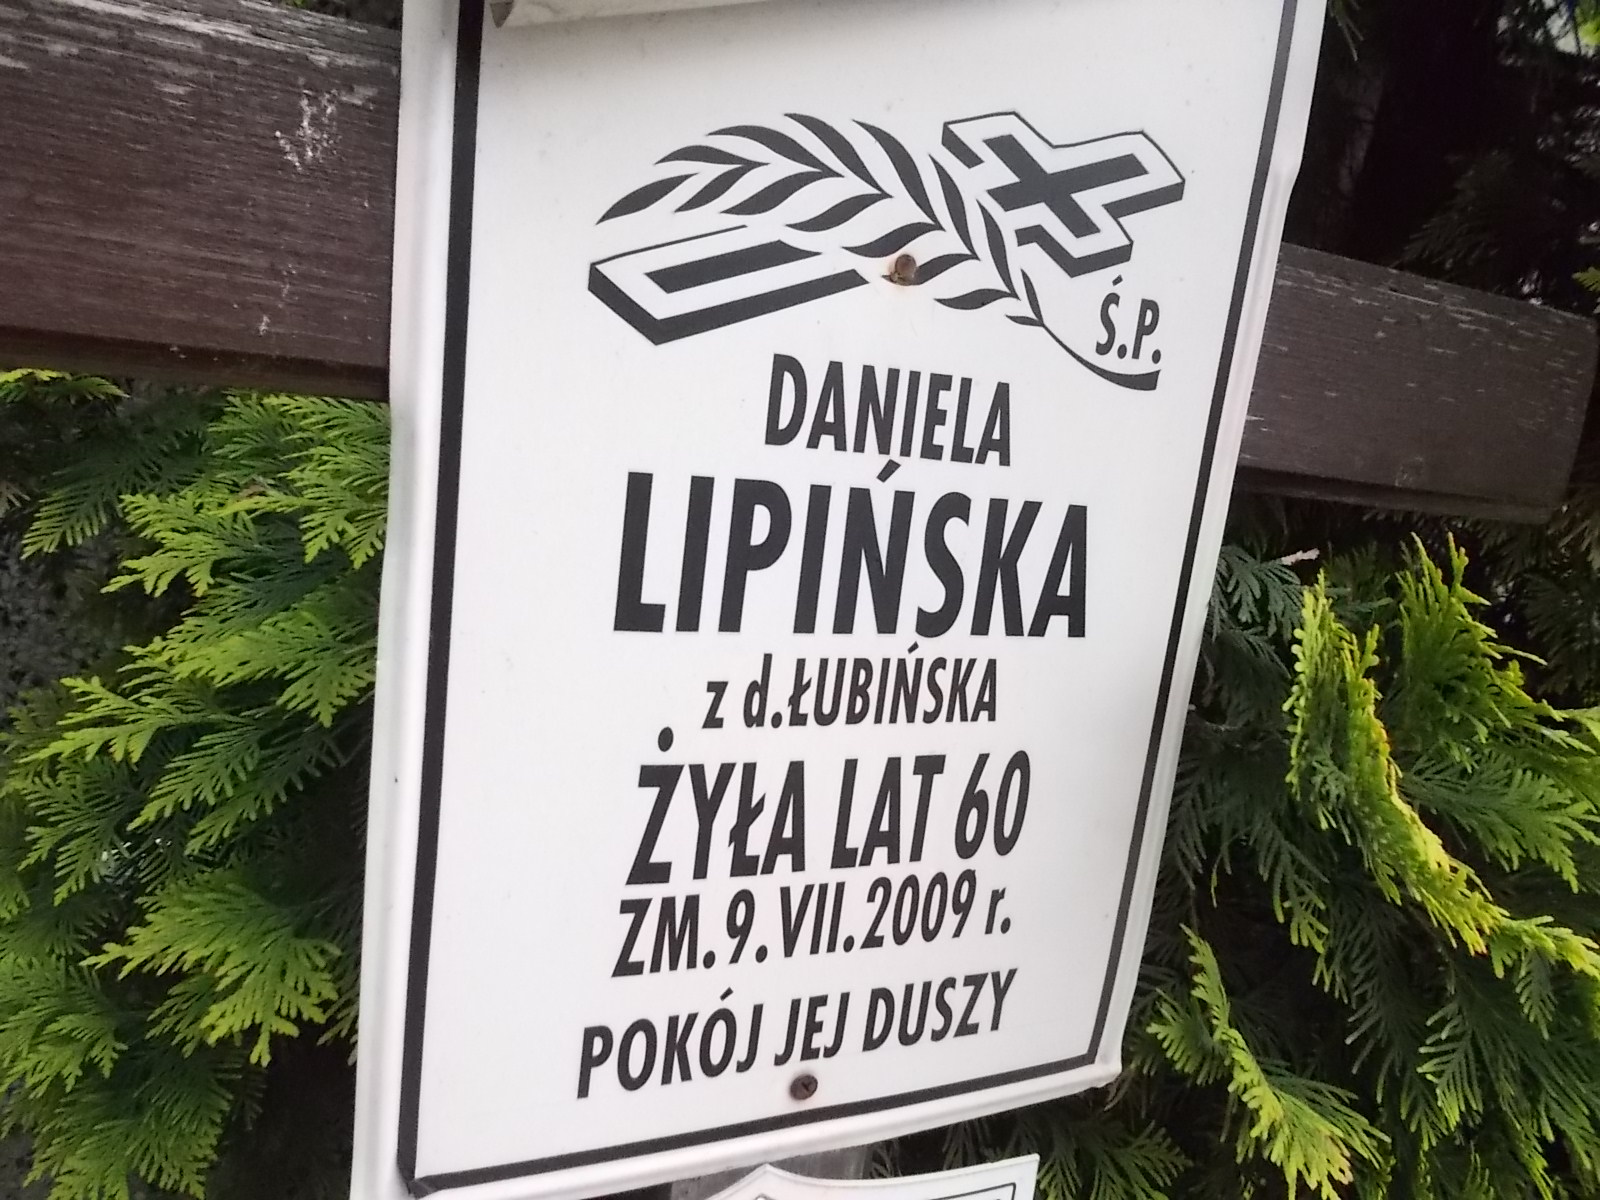 Ś.P.
DANIELA
LIPIŃSKA
z d.ŁUBIŃSKA
ŻYŁA LAT 60
ZM. 9.VII.2009 r.
POKÓJ JEJ DUSZY